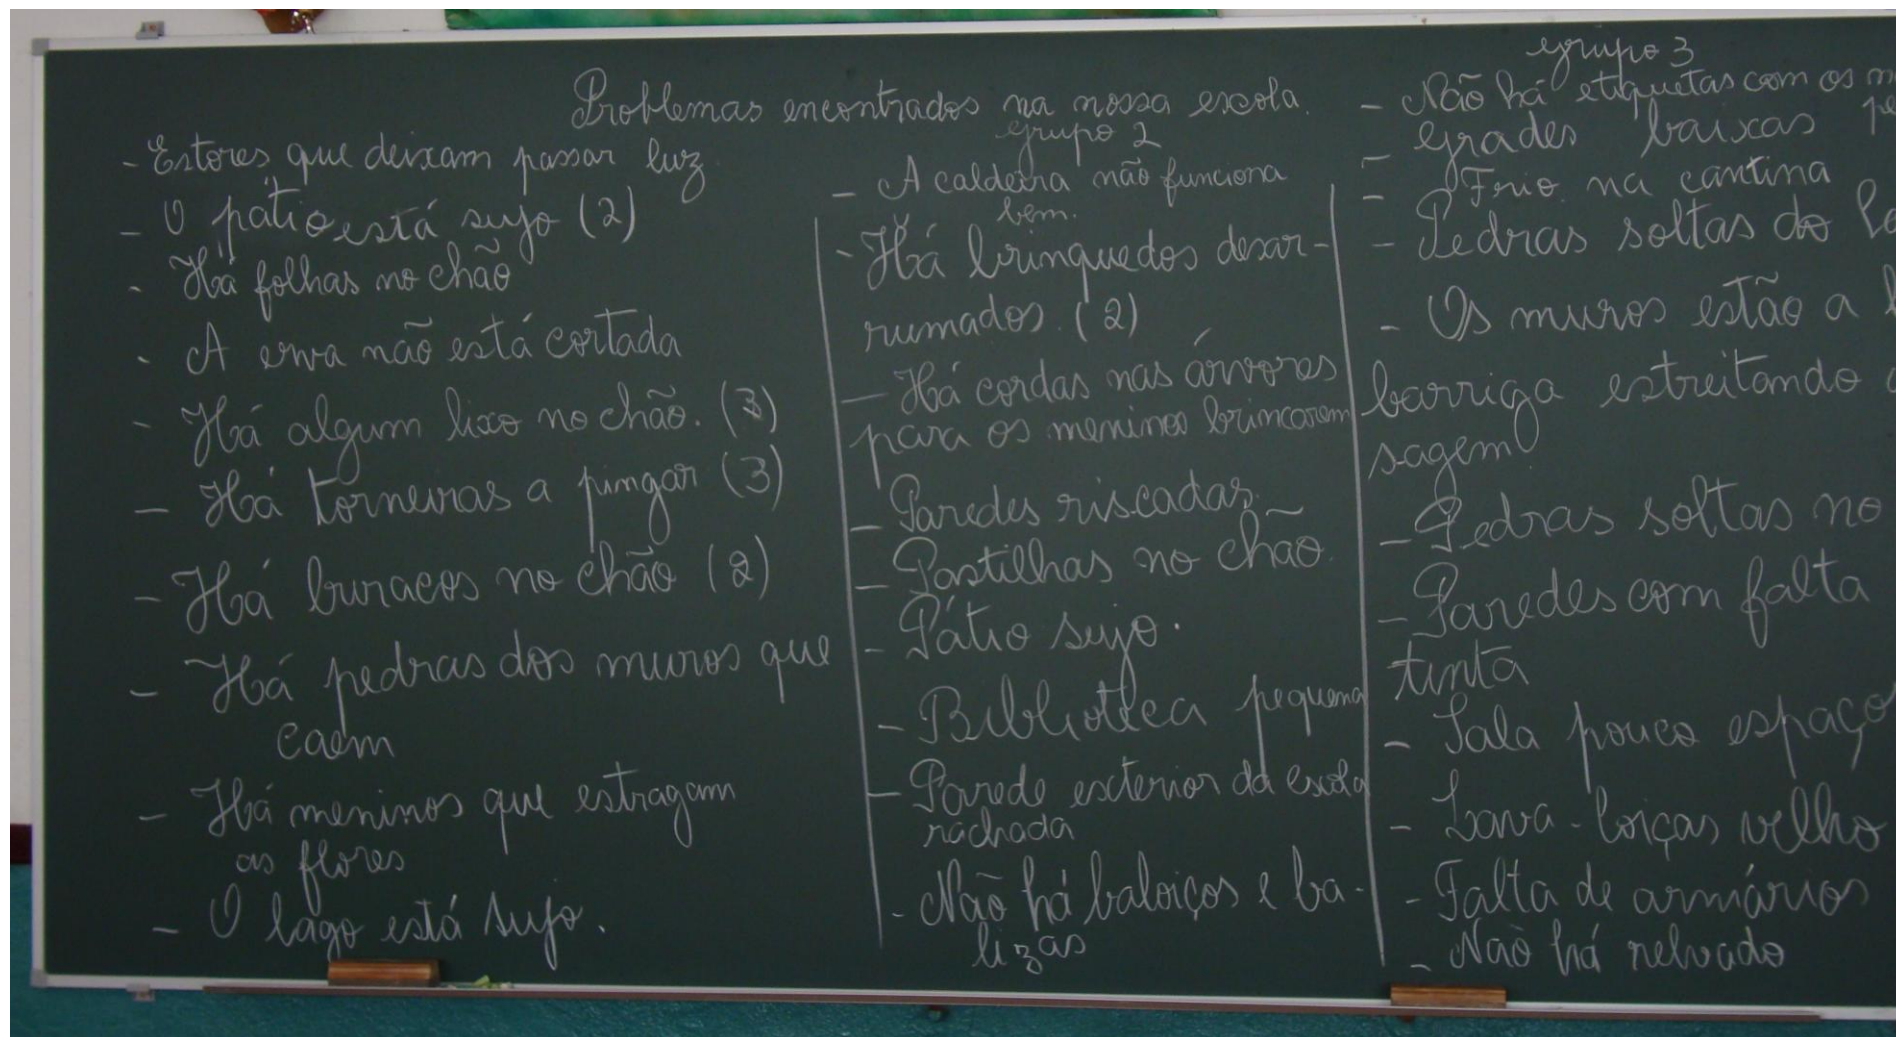 Problemas encontrados na nossa escola.
- Estores que deixam passar luz
- O pátio está sujo (2)
- Há folhas no chão
- A erva não está cortada
- Há algum lixo no chão. (3)
- Há torneiras a pingar (3)
- Há buracos no chão (2)
- Há pedras dos muros que
caem
- Há meninos que estragam
as flores
- O lago está sujo.
grupo 2
- A caldeira não funciona
bem.
- Há brinquedos desar-
rumados. (2)
- Há cordas nas árvores
para os meninos brincarem
- Paredes riscadas
- Pastilhas no chão.
- Pátio sujo.
- Biblioteca pequena
- Parede exterior da escola
rachada
- Não há baloiços e ba-
lizas
grupo 3
- Não há etiquetas com os
- grades baixas
- Frio na cantina
- Pedras soltas do
- Os muros estão a
barriga estreitando
sagem
- Pedras soltas no
- Paredes com falta
tinta
- Sala pouco espaço
- Lava-loiças velho
- Falta de armários
- Não há relvado